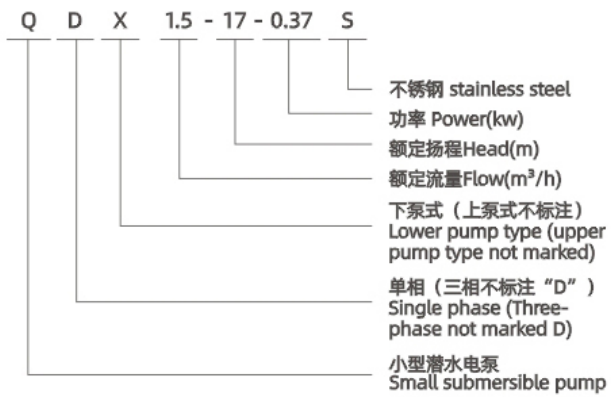 Q D X 1.5 - 17 - 0.37 S
不锈钢 stainless steel
功率 Power(kw)
额定扬程Head(m)
额定流量Flow(m³/h)
下泵式（上泵式不标注）
Lower pump type (upper
pump type not marked)
单相（三相不标注“D”）
Single phase (Three-
phase not marked D)
小型潜水电泵
Small submersible pump